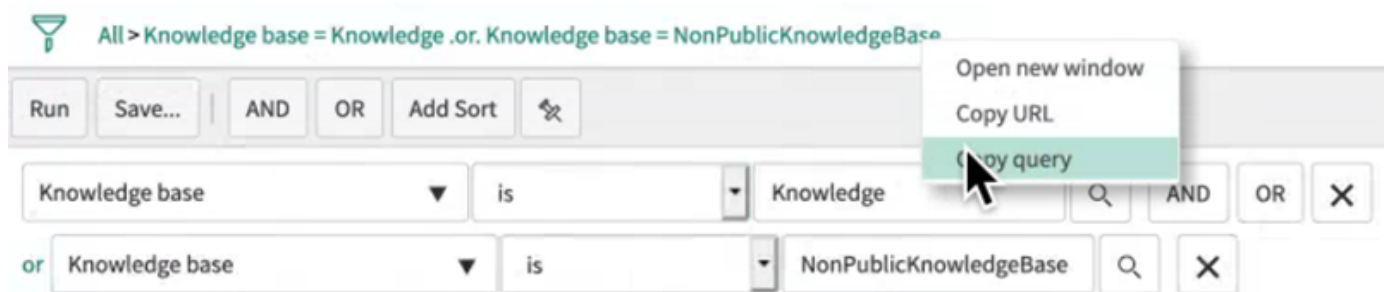 All > Knowledge base = Knowledge .or. Knowledge base = NonPublicKnowledgeBase
Open new window
Copy URL
Copy query
Run Save... AND OR Add Sort
Knowledge base is Knowledge AND OR
or Knowledge base is NonPublicKnowledgeBase